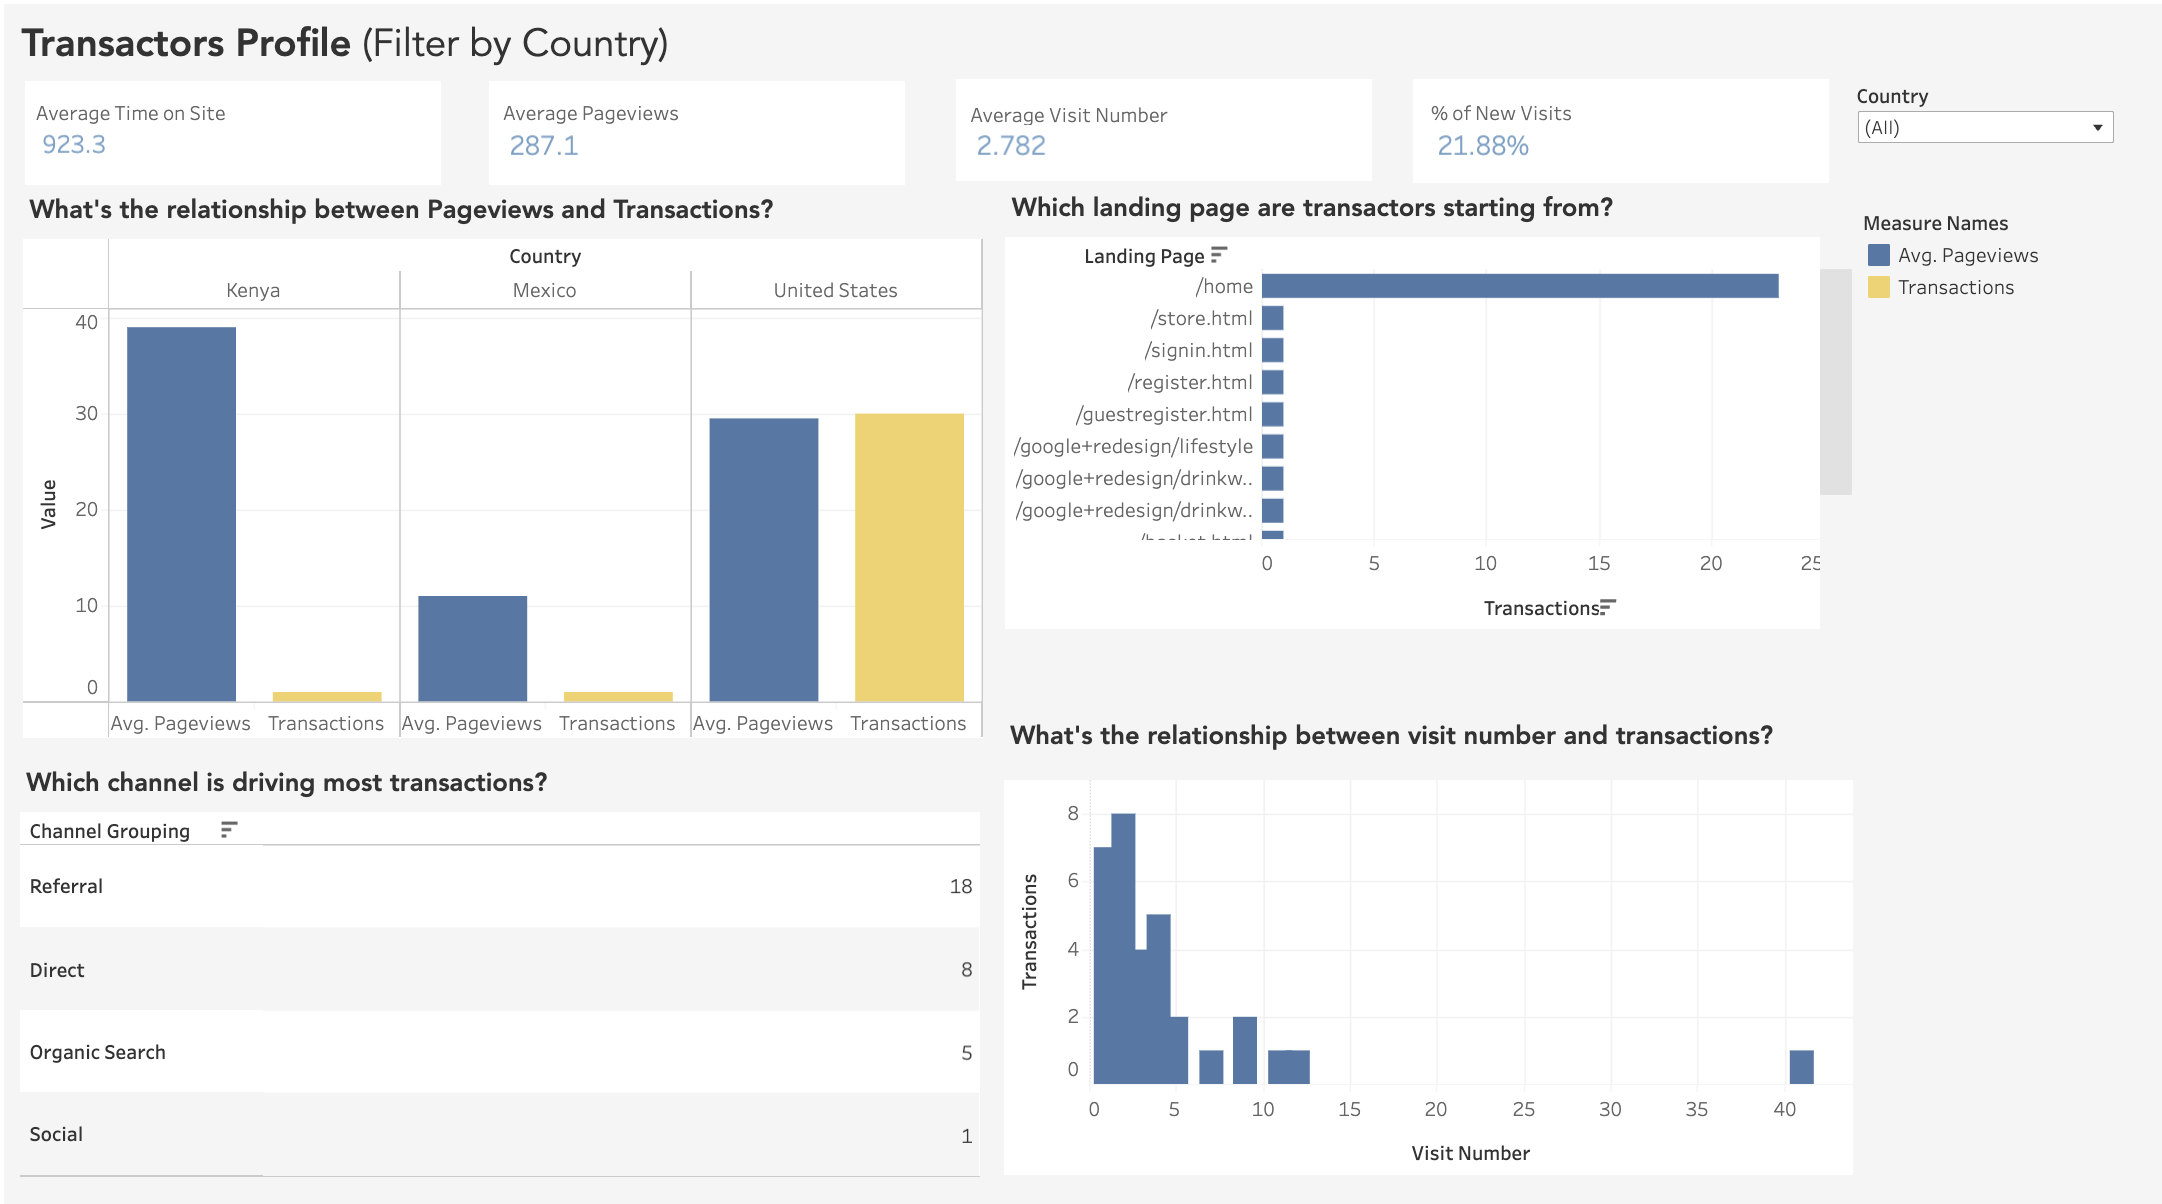 Transactors Profile (Filter by Country)
Average Time on Site
923.3
Average Pageviews
287.1
Average Visit Number
2.782
% of New Visits
21.88%
Country
(All)
Measure Names
Avg. Pageviews
Transactions
What's the relationship between Pageviews and Transactions?
Country
Kenya Mexico United States
40
30
20
10
0
Value
Avg. Pageviews Transactions Avg. Pageviews Transactions Avg. Pageviews Transactions
Which landing page are transactors starting from?
Landing Page
/home
/store.html
/signin.html
/register.html
/guestregister.html
/google+redesign/lifestyle
/google+redesign/drinkw..
/google+redesign/drinkw..
/basket.html
0 5 10 15 20 25
Transactions
Which channel is driving most transactions?
Channel Grouping
Referral 18
Direct 8
Organic Search 5
Social 1
What's the relationship between visit number and transactions?
8
6
4
2
0
Transactions
0 5 10 15 20 25 30 35 40
Visit Number